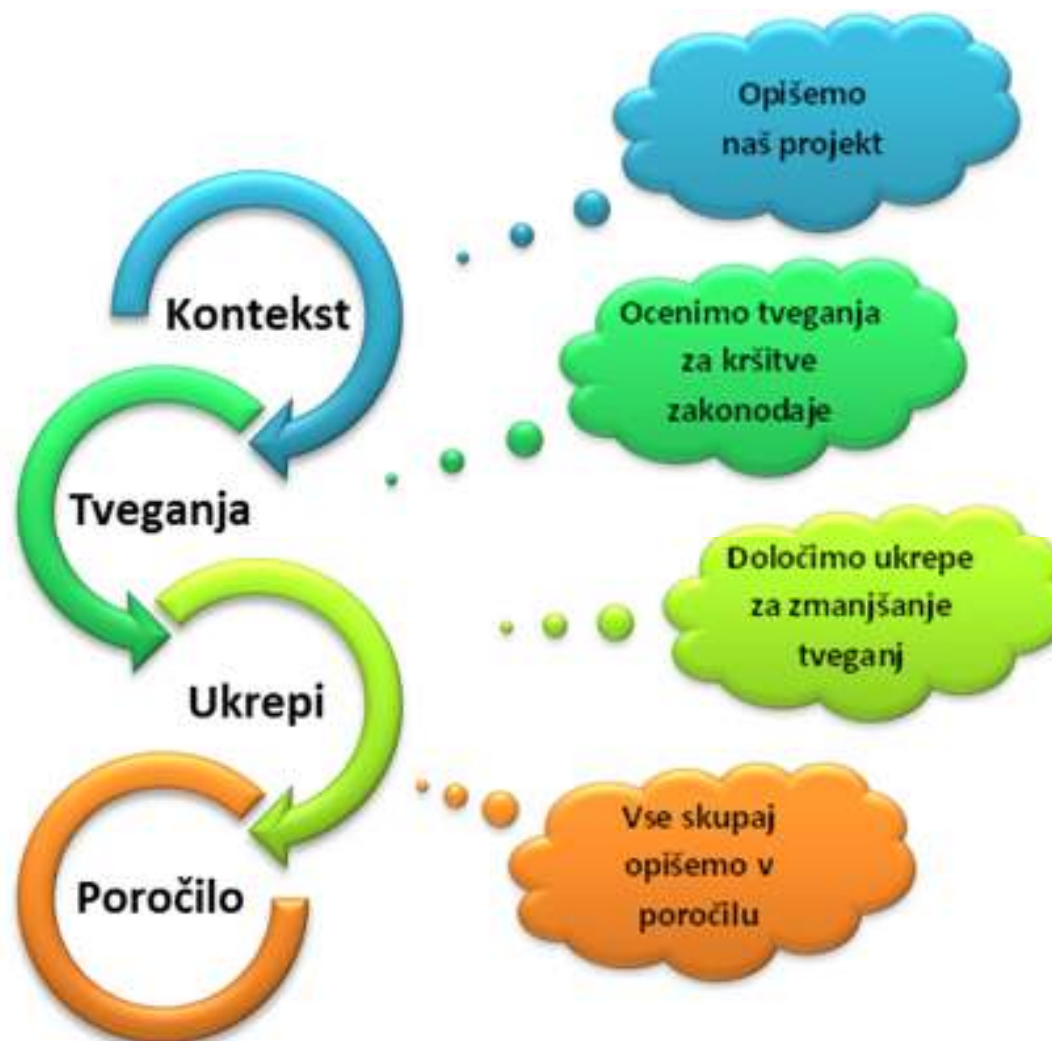 Opišemo
naš projekt
Kontekst
Ocenimo tveganja
za kršitve
zakonodaje
Tveganja
Določimo ukrepe
za zmanjšanje
tveganj
Ukrepi
Vse skupaj
opišemo v
poročilu
Poročilo